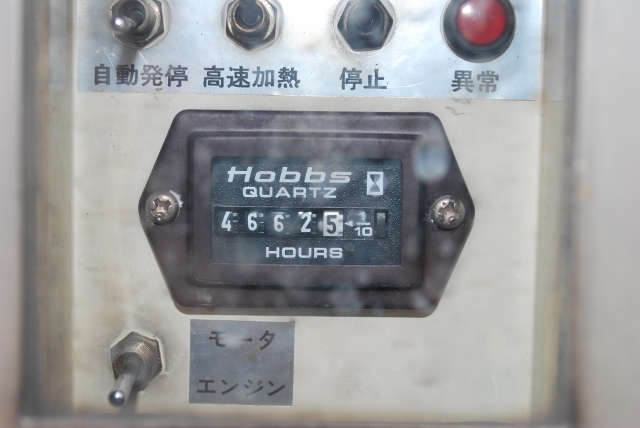 自動発停 高速加熱 停止 異常
Hobbs
QUARTZ
46625 1/10
HOURS
モータ
エンジン